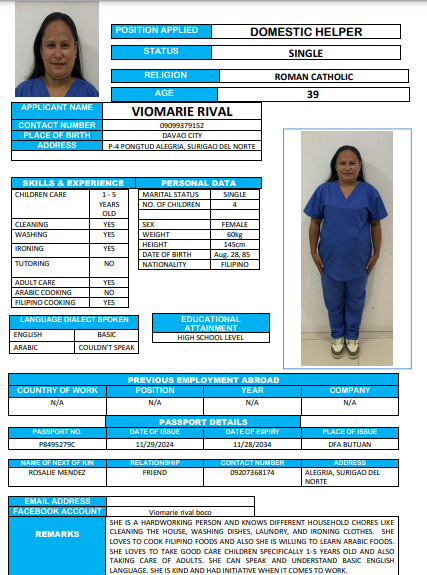 POSITION APPLIED DOMESTIC HELPER
STATUS SINGLE
RELIGION ROMAN CATHOLIC
AGE 39
APPLICANT NAME VIOMARIE RIVAL
CONTACT NUMBER 09099379152
PLACE OF BIRTH DAVAO CITY
ADDRESS P-4 PONGTUD ALEGRIA, SURIGAO DEL NORTE
SKILLS & EXPERIENCE PERSONAL DATA
CHILDREN CARE 1 - 5 YEARS OLD
CLEANING YES
WASHING YES
IRONING YES
TUTORING NO
ADULT CARE YES
ARABIC COOKING NO
FILIPINO COOKING YES
MARITAL STATUS SINGLE
NO. OF CHILDREN 4
SEX FEMALE
WEIGHT 60kg
HEIGHT 145cm
DATE OF BIRTH Aug. 28, 85
NATIONALITY FILIPINO
LANGUAGE DIALECT SPOKEN
ENGLISH BASIC
ARABIC COULDN'T SPEAK
EDUCATIONAL
ATTAINMENT
HIGH SCHOOL LEVEL
PREVIOUS EMPLOYMENT ABROAD
COUNTRY OF WORK POSITION YEAR COMPANY
N/A N/A N/A N/A
PASSPORT DETAILS
PASSPORT NO. DATE OF ISSUE DATE OF EXPIRY PLACE OF ISSUE
P8495279C 11/29/2024 11/28/2034 DFA BUTUAN
NAME OF NEXT OF KIN RELATIONSHIP CONTACT NUMBER ADDRESS
ROSALIE MENDEZ FRIEND 09207368174 ALEGRIA, SURIGAO DEL
NORTE
EMAIL ADDRESS
FACEBOOK ACCOUNT Viomarie rival boco
REMARKS
SHE IS A HARDWORKING PERSON AND KNOWS DIFFERENT HOUSEHOLD CHORES LIKE
CLEANING THE HOUSE, WASHING DISHES, LAUNDRY, AND IRONING CLOTHES. SHE
LOVES TO COOK FILIPINO FOODS AND ALSO SHE IS WILLING TO LEARN ARABIC FOODS.
SHE LOVES TO TAKE GOOD CARE CHILDREN SPECIFICALLY 1-5 YEARS OLD AND ALSO
TAKING CARE OF ADULTS. SHE CAN SPEAK AND UNDERSTAND BASIC ENGLISH
LANGUAGE. SHE IS KIND AND HAD INITIATIVE WHEN IT COMES TO WORK.